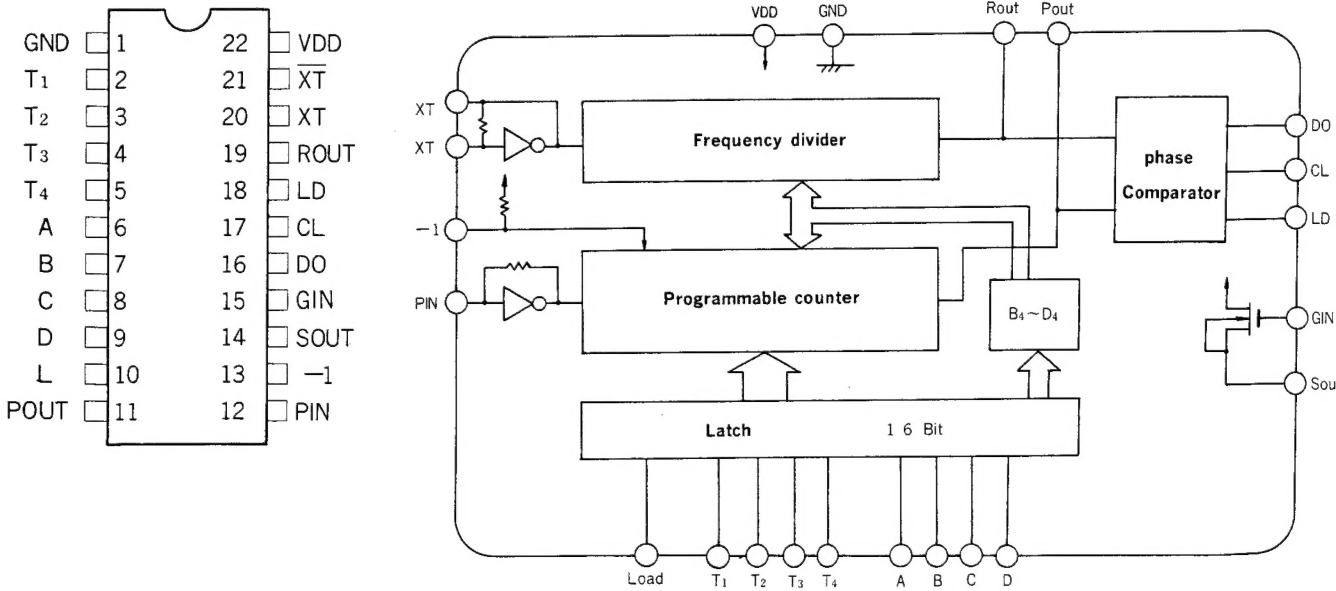 GND 1 22 VDD
T1 2 21 X̅T̅
T2 3 20 XT
T3 4 19 ROUT
T4 5 18 LD
A 6 17 CL
B 7 16 DO
C 8 15 GIN
D 9 14 SOUT
L 10 13 —1
POUT 11 12 PIN
VDD GND Rout Pout
XT
XT
—1
PIN
Frequency divider
Programmable counter
B4~D4
phase
Comparator
DO
CL
LD
GIN
Sou
Latch 1 6 Bit
Load T1 T2 T3 T4 A B C D